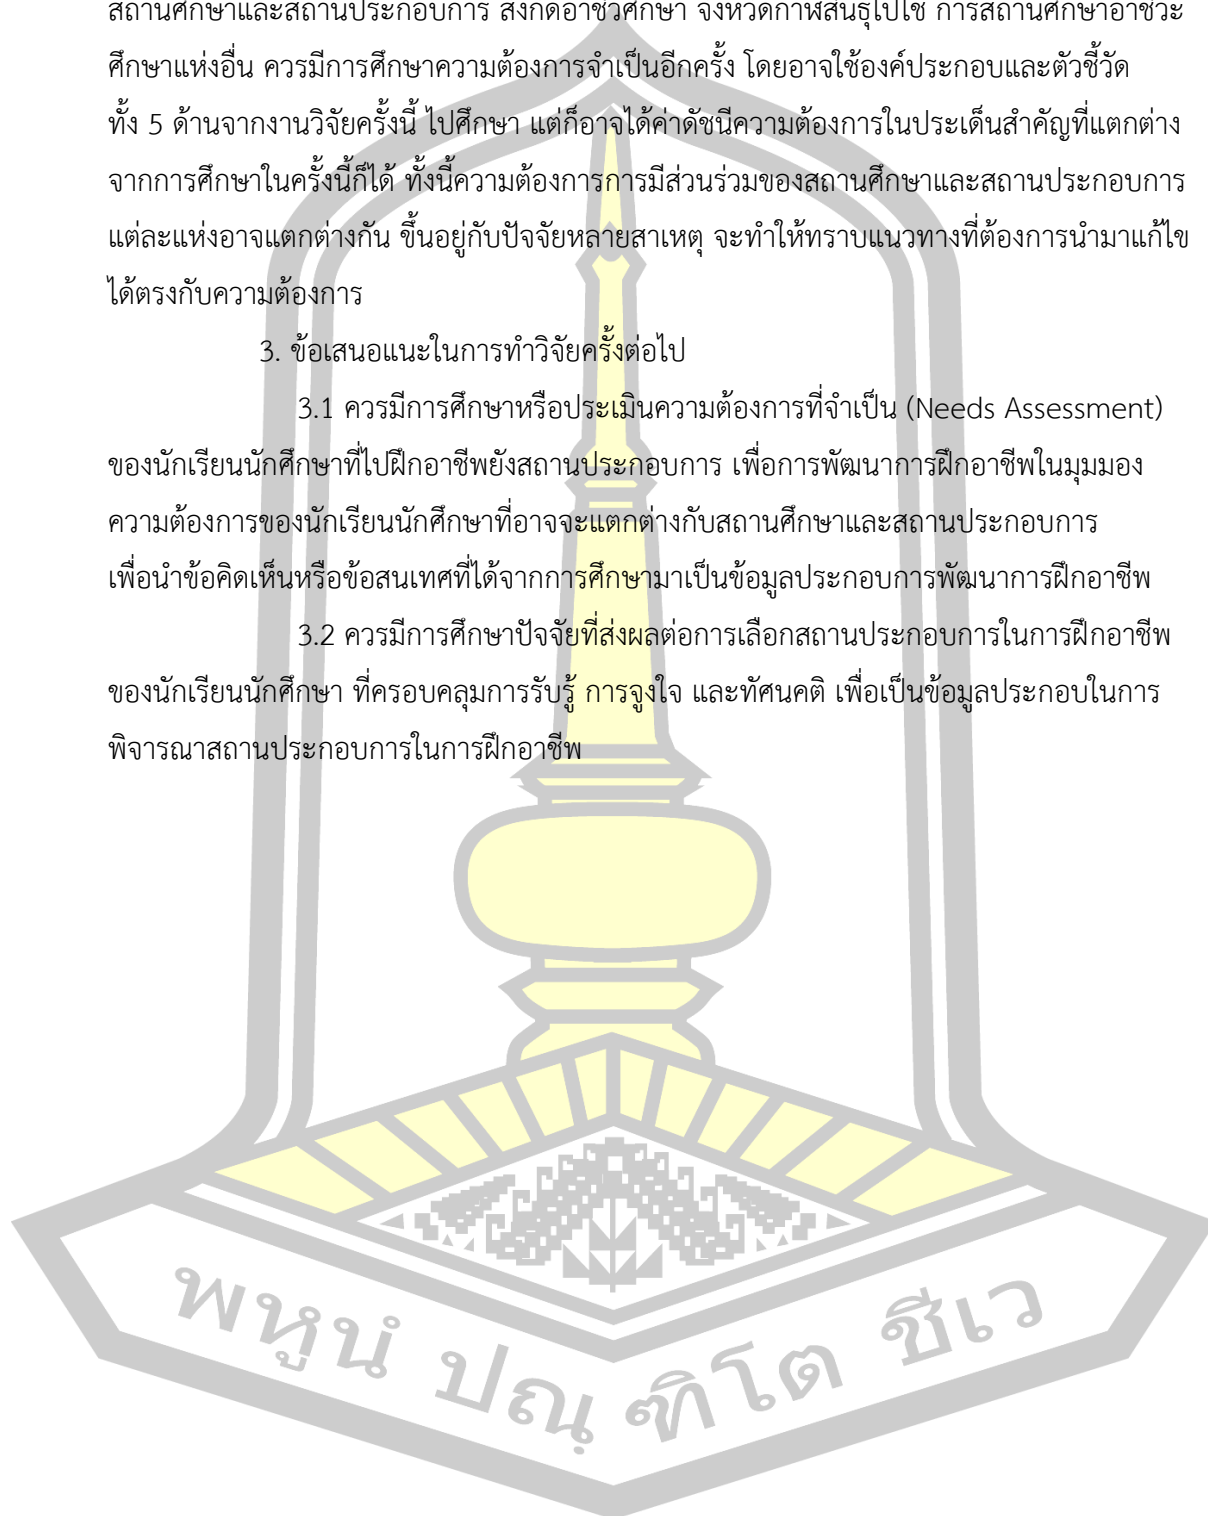 สถานศึกษาและสถานประกอบการ สังกัดอาชีวศึกษา จังหวัดกาฬสินธุ์ไปใช้ การสถานศึกษาอาชีวะ
ศึกษาแห่งอื่น ควรมีการศึกษาความต้องการจำเป็นอีกครั้ง โดยอาจใช้องค์ประกอบและตัวชี้วัด
ทั้ง 5 ด้านจากงานวิจัยครั้งนี้ ไปศึกษา แต่ก็อาจได้ค่าดัชนีความต้องการในประเด็นสำคัญที่แตกต่าง
จากการศึกษาในครั้งนี้ก็ได้ ทั้งนี้ความต้องการการมีส่วนร่วมของสถานศึกษาและสถานประกอบการ
แต่ละแห่งอาจแตกต่างกัน ขึ้นอยู่กับปัจจัยหลายสาเหตุ จะทำให้ทราบแนวทางที่ต้องการนำมาแก้ไข
ได้ตรงกับความต้องการ
3. ข้อเสนอแนะในการทำวิจัยครั้งต่อไป
3.1 ควรมีการศึกษาหรือประเมินความต้องการที่จำเป็น (Needs Assessment)
ของนักเรียนนักศึกษาที่ไปฝึกอาชีพยังสถานประกอบการ เพื่อการพัฒนาการฝึกอาชีพในมุมมอง
ความต้องการของนักเรียนนักศึกษาที่อาจจะแตกต่างกับสถานศึกษาและสถานประกอบการ
เพื่อนำข้อคิดเห็นหรือข้อสนเทศที่ได้จากการศึกษามาเป็นข้อมูลประกอบการพัฒนาการฝึกอาชีพ
3.2 ควรมีการศึกษาปัจจัยที่ส่งผลต่อการเลือกสถานประกอบการในการฝึกอาชีพ
ของนักเรียนนักศึกษา ที่ครอบคลุมการรับรู้ การจูงใจ และทัศนคติ เพื่อเป็นข้อมูลประกอบในการ
พิจารณาสถานประกอบการในการฝึกอาชีพ
พหูนํ ปณฺฑิโต ชีเว